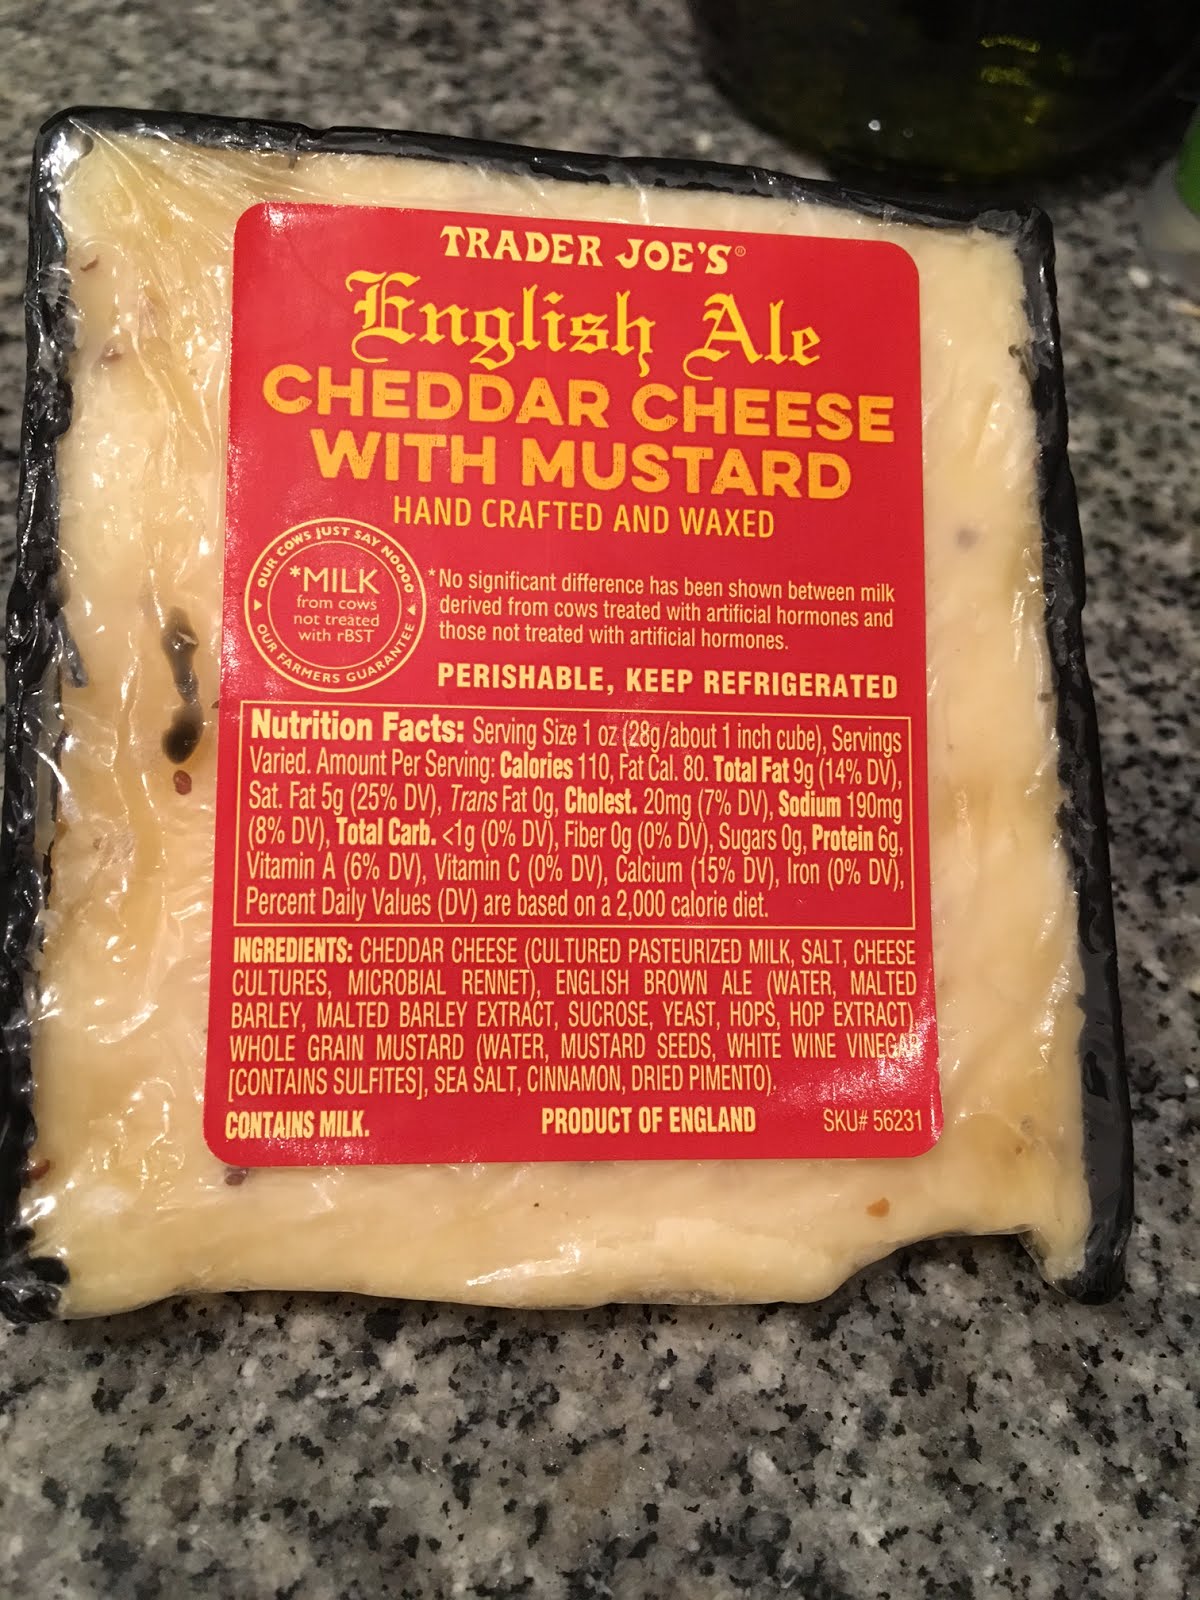 TRADER JOE'S®
English Ale
CHEDDAR CHEESE
WITH MUSTARD
HAND CRAFTED AND WAXED
OUR COWS JUST SAY NOOOO
*MILK
from cows
not treated
with rBST
OUR FARMERS GUARANTEE
*No significant difference has been shown between milk
derived from cows treated with artificial hormones and
those not treated with artificial hormones.
PERISHABLE, KEEP REFRIGERATED
Nutrition Facts: Serving Size 1 oz (28g/about 1 inch cube), Servings
Varied. Amount Per Serving: Calories 110, Fat Cal. 80. Total Fat 9g (14% DV),
Sat. Fat 5g (25% DV), Trans Fat 0g, Cholest. 20mg (7% DV), Sodium 190mg
(8% DV), Total Carb. <1g (0% DV), Fiber 0g (0% DV), Sugars 0g, Protein 6g,
Vitamin A (6% DV), Vitamin C (0% DV), Calcium (15% DV), Iron (0% DV),
Percent Daily Values (DV) are based on a 2,000 calorie diet.
INGREDIENTS: CHEDDAR CHEESE (CULTURED PASTEURIZED MILK, SALT, CHEESE
CULTURES, MICROBIAL RENNET), ENGLISH BROWN ALE (WATER, MALTED
BARLEY, MALTED BARLEY EXTRACT, SUCROSE, YEAST, HOPS, HOP EXTRACT),
WHOLE GRAIN MUSTARD (WATER, MUSTARD SEEDS, WHITE WINE VINEGAR
[CONTAINS SULFITES], SEA SALT, CINNAMON, DRIED PIMENTO).
CONTAINS MILK. PRODUCT OF ENGLAND SKU# 56231